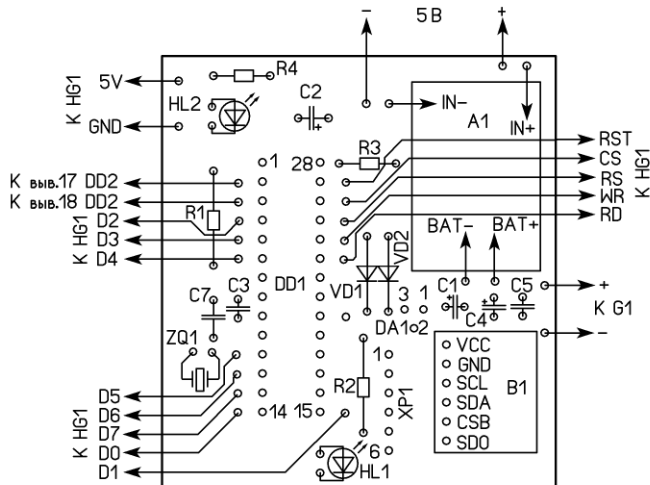 - 5В +
5V
К HG1
GND
R4
HL2
C2
IN-
A1
IN+
1
28
R3
RST
CS
RS
WR
RD
К HG1
К выв.17 DD2
К выв.18 DD2
D2
D3
D4
К HG1
R1
BAT-
BAT+
VD2
VD1
DD1
C7
C3
3
1
C1
C4
C5
+
К G1
-
DA1
2
ZQ1
VCC
GND
SCL
SDA
CSB
SDO
B1
1
R2
XP1
6
D5
D6
D7
D0
D1
К HG1
14
15
HL1